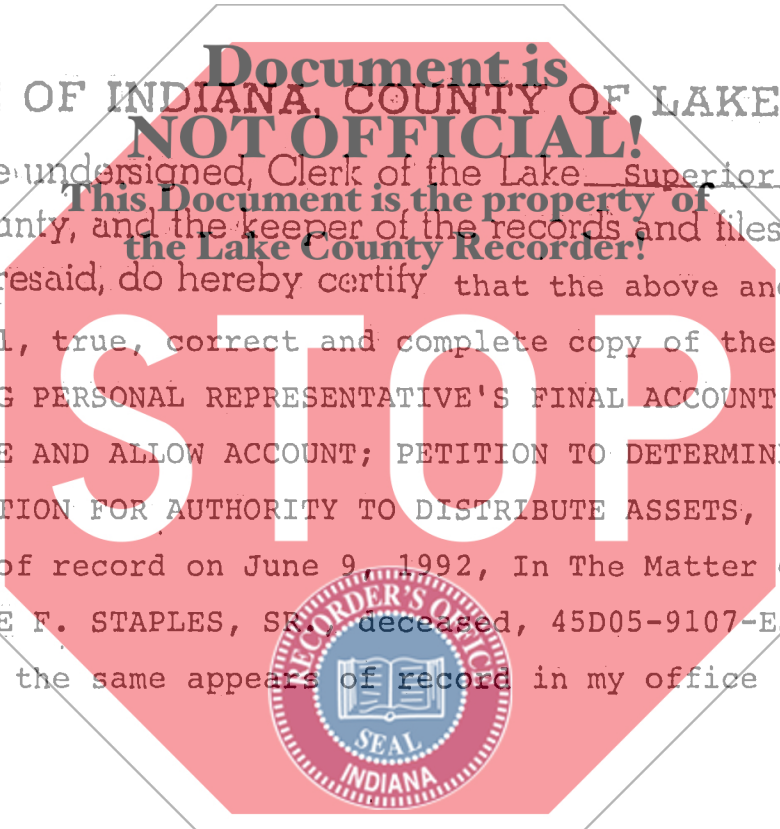 Document is
OF INDIANA, COUNTY OF LAKE
NOT OFFICIAL!
undersigned, Clerk of the Lake Superior
This Document is the property of
unty, and the keeper of the records and files
the Lake County Recorder!
resaid, do hereby certify that the above an
l, true, correct and complete copy of the
STOP
G PERSONAL REPRESENTATIVE'S FINAL ACCOUNT
E AND ALLOW ACCOUNT; PETITION TO DETERMIN
TION FOR AUTHORITY TO DISTRIBUTE ASSETS,
of record on June 9, 1992, In The Matter
E F. STAPLES, SR., deceased, 45D05-9107-E
the same appears of record in my office
RECORDER'S OFFICE
SEAL
INDIANA